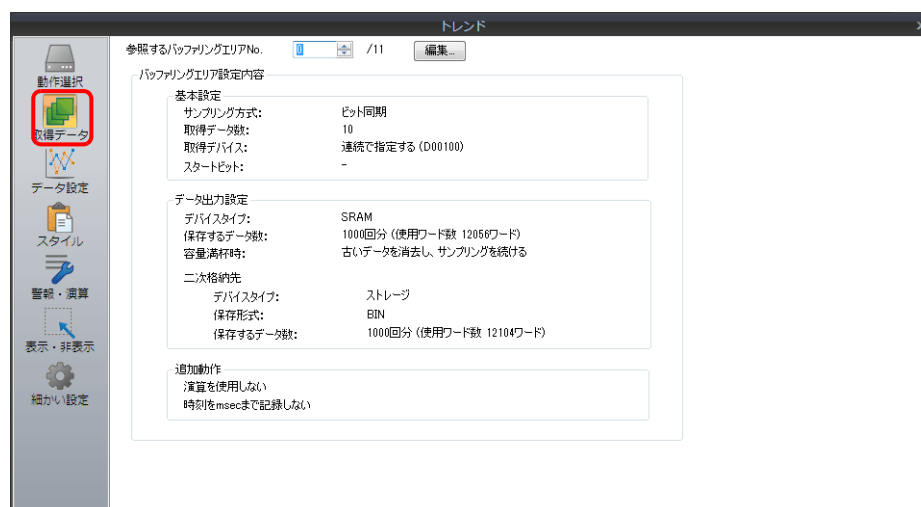 トレンド
参照するバッファリングエリアNo. 0 /11 編集...
動作選択
取得データ
データ設定
スタイル
警報・演算
表示・非表示
細かい設定
バッファリングエリア設定内容
基本設定
サンプリング方式: ビット同期
取得データ数: 10
取得デバイス: 連続で指定する (D00100)
スタートビット: -
データ出力設定
デバイスタイプ: SRAM
保存するデータ数: 1000回分 (使用ワード数 12056ワード)
容量満杯時: 古いデータを消去し、サンプリングを続ける
二次格納先
デバイスタイプ: ストレージ
保存形式: BIN
保存するデータ数: 1000回分 (使用ワード数 12104ワード)
追加動作
演算を使用しない
時刻をmsecまで記録しない